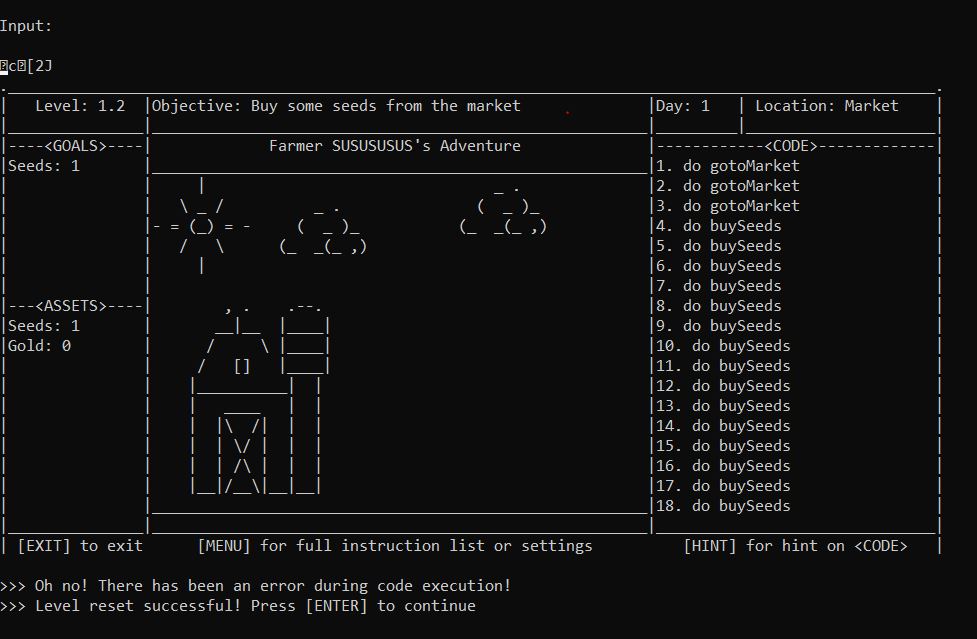 Input:
c[2J
Level: 1.2 |Objective: Buy some seeds from the market |Day: 1 | Location: Market
----<GOALS>----| Farmer SUSUSUSUS's Adventure |------------<CODE>-------------
Seeds: 1 |1. do gotoMarket
2. do gotoMarket
3. do gotoMarket
4. do buySeeds
5. do buySeeds
6. do buySeeds
7. do buySeeds
---<ASSETS>----| |8. do buySeeds
Seeds: 1 |9. do buySeeds
Gold: 0 |10. do buySeeds
11. do buySeeds
12. do buySeeds
13. do buySeeds
14. do buySeeds
15. do buySeeds
16. do buySeeds
17. do buySeeds
18. do buySeeds
[EXIT] to exit [MENU] for full instruction list or settings [HINT] for hint on <CODE>
>>> Oh no! There has been an error during code execution!
>>> Level reset successful! Press [ENTER] to continue